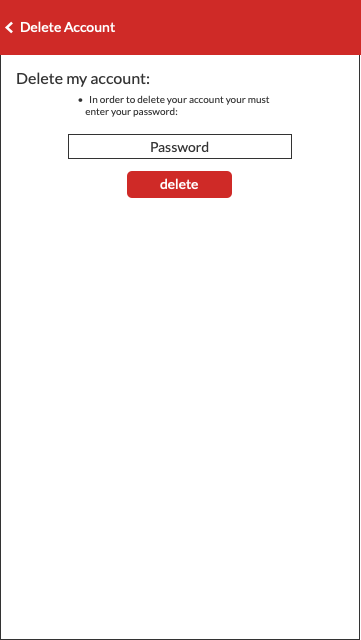 Delete Account
Delete my account:
• In order to delete your account your must
enter your password:
Password
delete